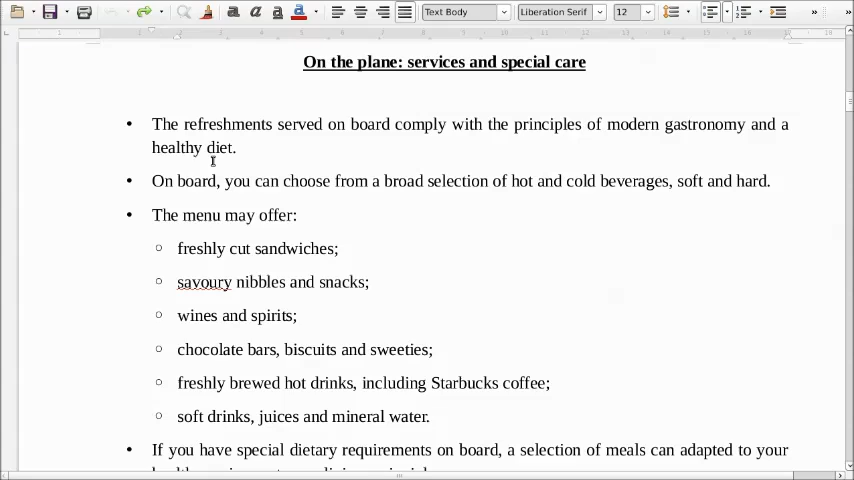 Text Body
Liberation Serif
12
On the plane: services and special care
• The refreshments served on board comply with the principles of modern gastronomy and a
healthy diet.
• On board, you can choose from a broad selection of hot and cold beverages, soft and hard.
• The menu may offer:
○ freshly cut sandwiches;
○ savoury nibbles and snacks;
○ wines and spirits;
○ chocolate bars, biscuits and sweeties;
○ freshly brewed hot drinks, including Starbucks coffee;
○ soft drinks, juices and mineral water.
• If you have special dietary requirements on board, a selection of meals can adapted to your